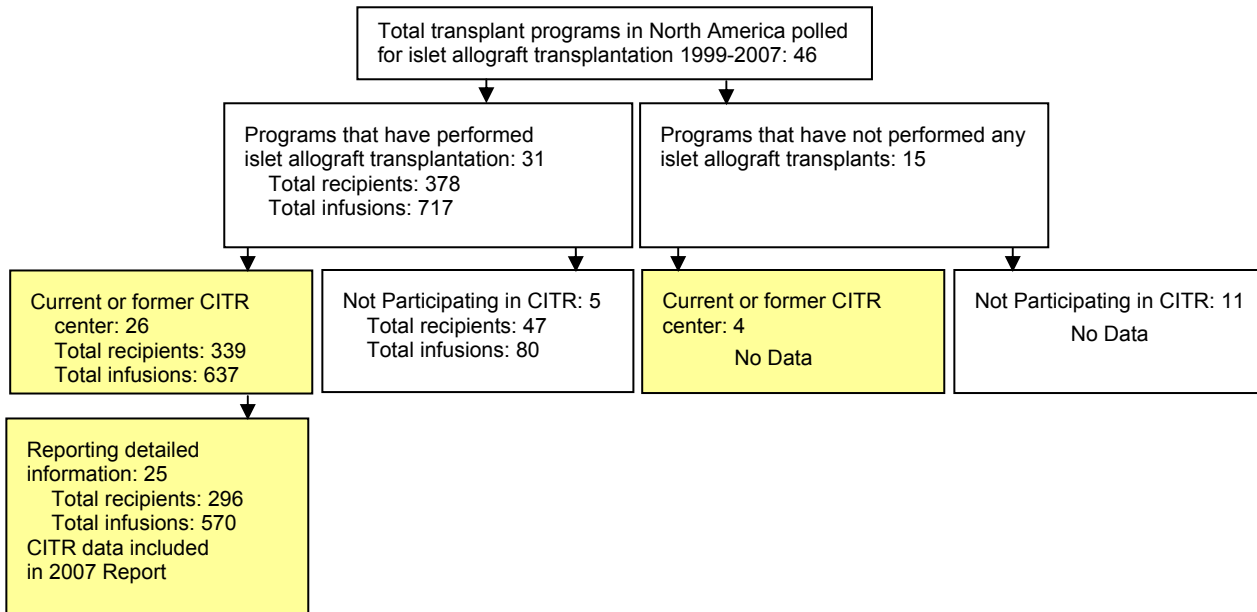 Total transplant programs in North America polled
for islet allograft transplantation 1999-2007: 46
Programs that have performed
islet allograft transplantation: 31
Total recipients: 378
Total infusions: 717
Programs that have not performed any
islet allograft transplants: 15
Current or former CITR
center: 26
Total recipients: 339
Total infusions: 637
Not Participating in CITR: 5
Total recipients: 47
Total infusions: 80
Current or former CITR
center: 4
No Data
Not Participating in CITR: 11
No Data
Reporting detailed
information: 25
Total recipients: 296
Total infusions: 570
CITR data included
in 2007 Report